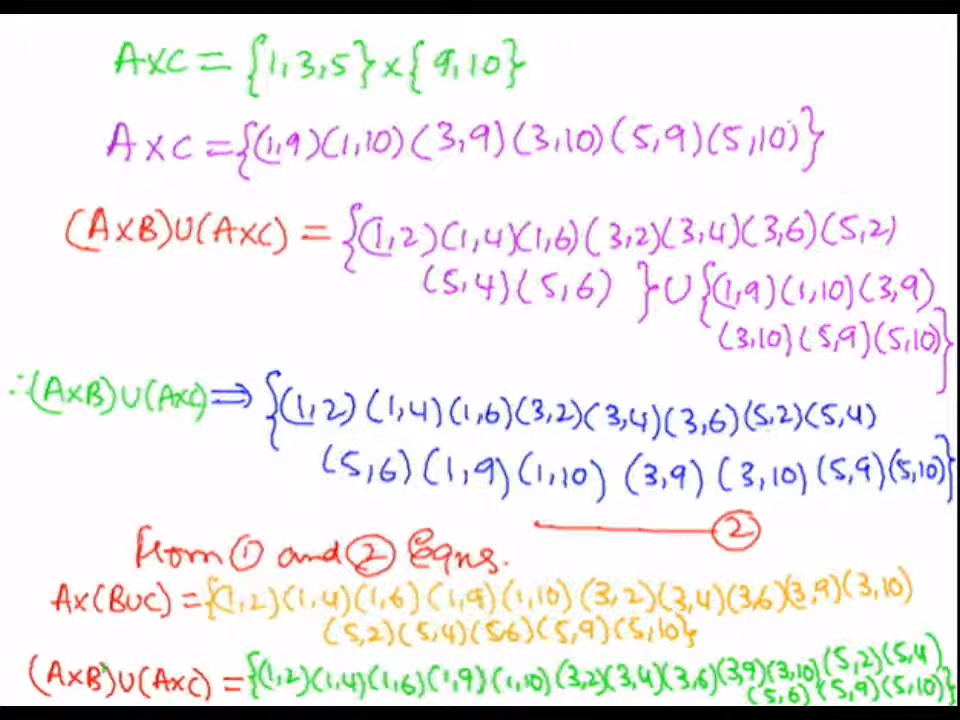 A×C = {1,3,5}×{9,10}
A×C ={(1,9)(1,10)(3,9)(3,10)(5,9)(5,10)}
(A×B)∪(A×C) = {(1,2)(1,4)(1,6)(3,2)(3,4)(3,6)(5,2)
(5,4)(5,6) }∪{(1,9)(1,10)(3,9)
(3,10)(5,9)(5,10)}
∴(A×B)∪(A×C)⇒ {(1,2)(1,4)(1,6)(3,2)(3,4)(3,6)(5,2)(5,4)
(5,6)(1,9)(1,10)(3,9)(3,10)(5,9)(5,10)}
②
From ① and ② Eqns.
A×(B∪C) ={(1,2)(1,4)(1,6)(1,9)(1,10)(3,2)(3,4)(3,6)(3,9)(3,10)
(5,2)(5,4)(5,6)(5,9)(5,10)}
(A×B)∪(A×C) ={(1,2)(1,4)(1,6)(1,9)(1,10)(3,2)(3,4)(3,6)(3,9)(3,10)(5,2)(5,4)
(5,6)(5,9)(5,10)}